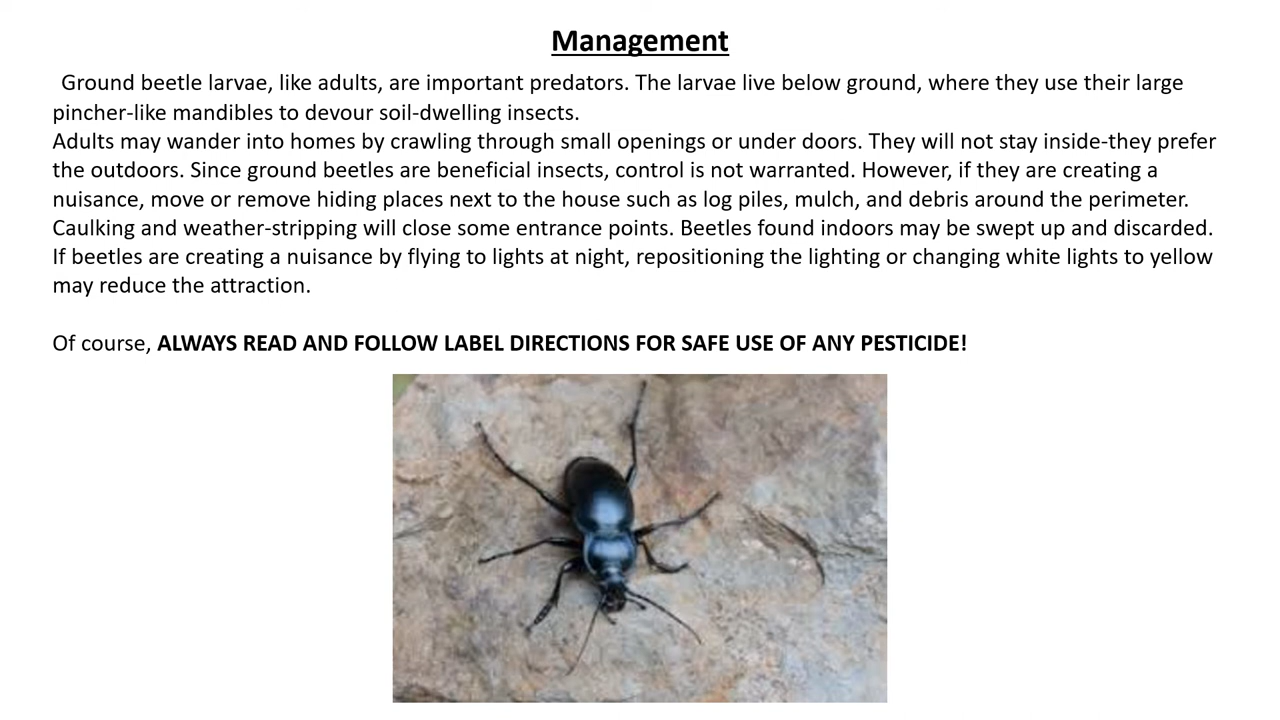 Management
Ground beetle larvae, like adults, are important predators. The larvae live below ground, where they use their large
pincher-like mandibles to devour soil-dwelling insects.
Adults may wander into homes by crawling through small openings or under doors. They will not stay inside-they prefer
the outdoors. Since ground beetles are beneficial insects, control is not warranted. However, if they are creating a
nuisance, move or remove hiding places next to the house such as log piles, mulch, and debris around the perimeter.
Caulking and weather-stripping will close some entrance points. Beetles found indoors may be swept up and discarded.
If beetles are creating a nuisance by flying to lights at night, repositioning the lighting or changing white lights to yellow
may reduce the attraction.
Of course, ALWAYS READ AND FOLLOW LABEL DIRECTIONS FOR SAFE USE OF ANY PESTICIDE!